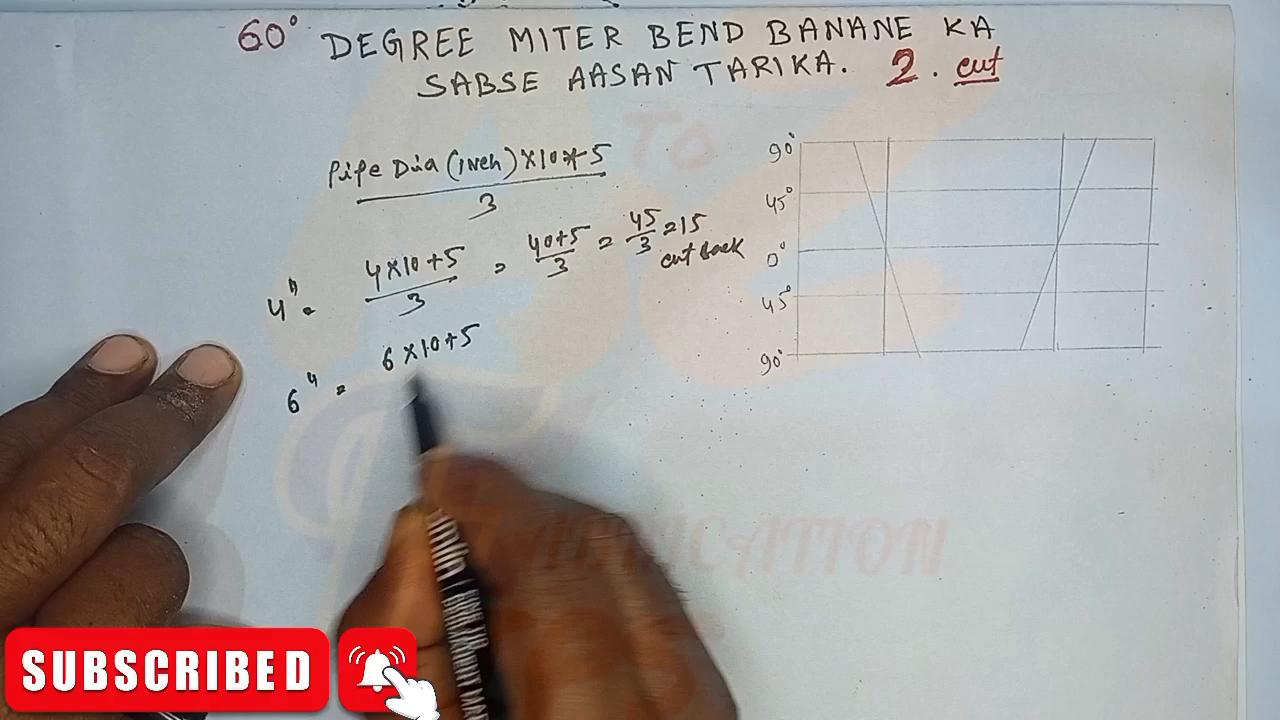 60° DEGREE MITER BEND BANANE KA
SABSE AASAN TARIKA. 2. cut
Pipe Dia (Inch) ×10+5
3
4" = 4×10+5 = 40+5 = 45 = 15
3 3 3
cut back
6" = 6×10+5
90°
45°
0°
45°
90°
TO
FABRICATION
SUBSCRIBED